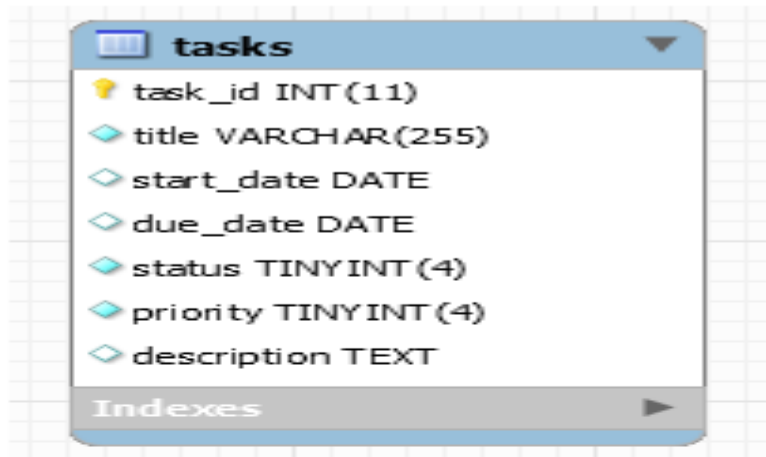 tasks
task_id INT(11)
title VARCHAR(255)
start_date DATE
due_date DATE
status TINYINT(4)
priority TINYINT(4)
description TEXT
Indexes